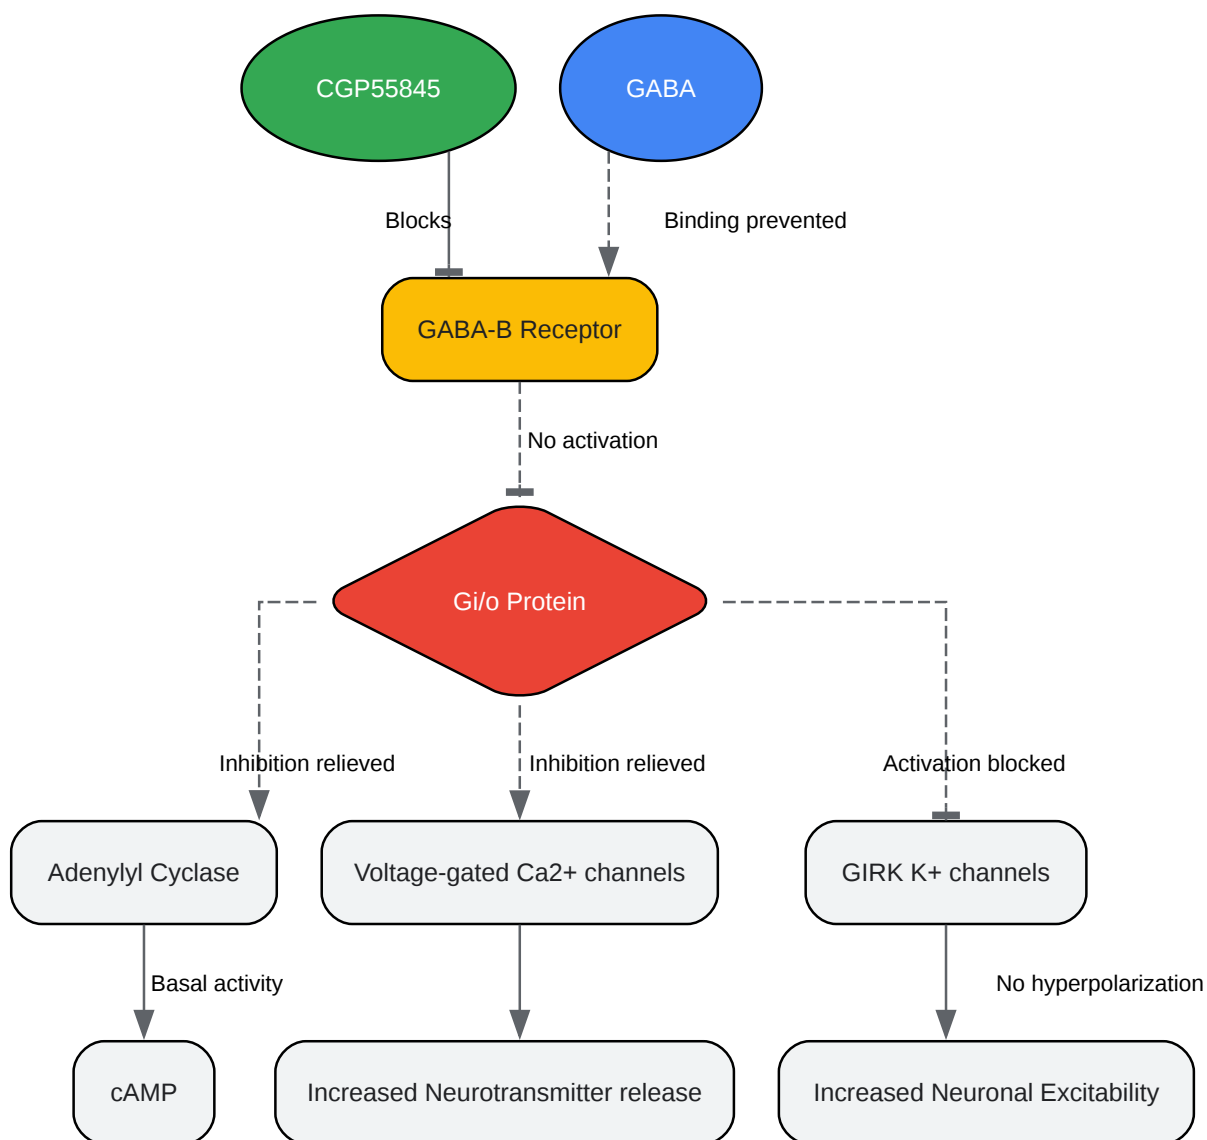 CGP55845
GABA
Blocks
Binding prevented
GABA-B Receptor
No activation
Gi/o Protein
Inhibition relieved
Inhibition relieved
Activation blocked
Adenylyl Cyclase
Voltage-gated Ca2+ channels
GIRK K+ channels
Basal activity
No hyperpolarization
cAMP
Increased Neurotransmitter release
Increased Neuronal Excitability